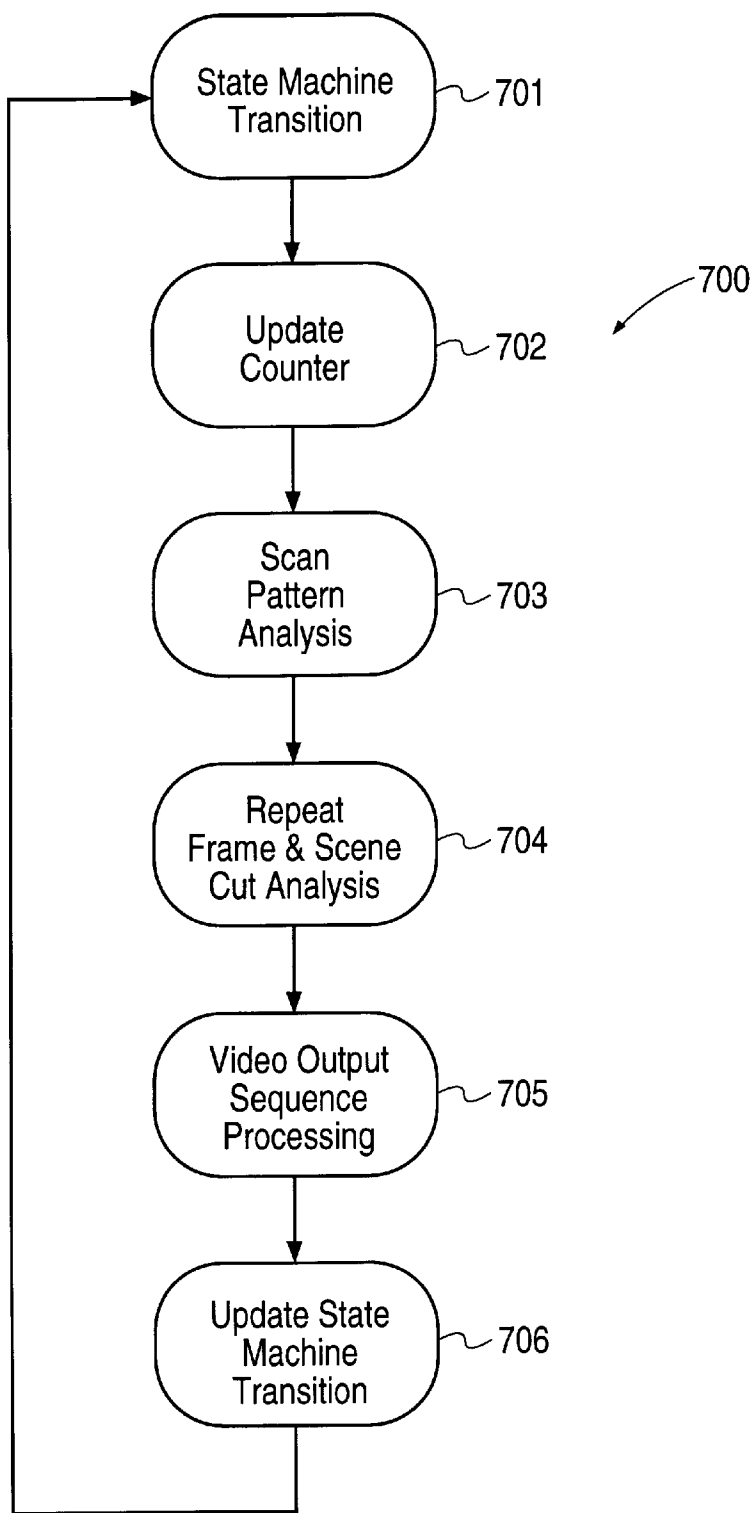 State Machine
Transition
701
700
Update
Counter
702
Scan
Pattern
Analysis
703
Repeat
Frame & Scene
Cut Analysis
704
Video Output
Sequence
Processing
705
Update State
Machine
Transition
706